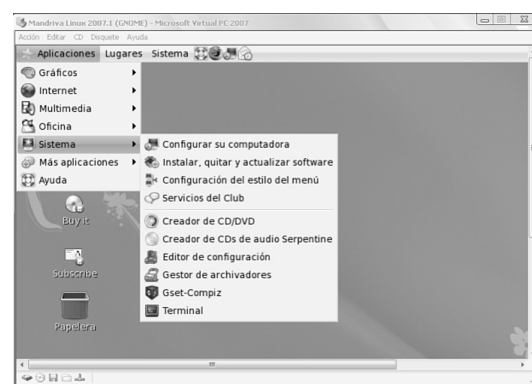 Mandriva Linux 2007.1 (GNOME) - Microsoft Virtual PC 2007
Acción Editar CD Disquete Ayuda
Aplicaciones Lugares Sistema
Gráficos
Internet
Multimedia
Oficina
Sistema
Más aplicaciones
Ayuda
Configurar su computadora
Instalar, quitar y actualizar software
Configuración del estilo del menú
Servicios del Club
Creador de CD/DVD
Creador de CDs de audio Serpentine
Editor de configuración
Gestor de archivadores
Gset-Compiz
Terminal
Buy it
Subscribe
Papelera